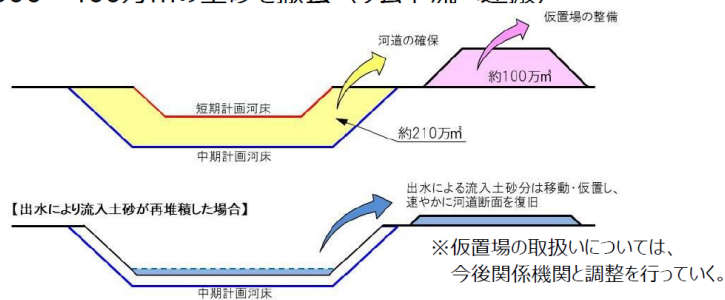 仮置場の整備
河道の確保
約100万㎥
短期計画河床
約210万㎥
中期計画河床
【出水により流入土砂が再堆積した場合】
出水による流入土砂分は移動・仮置し、
速やかに河道断面を復旧
※仮置場の取扱いについては、
今後関係機関と調整を行っていく。
中期計画河床